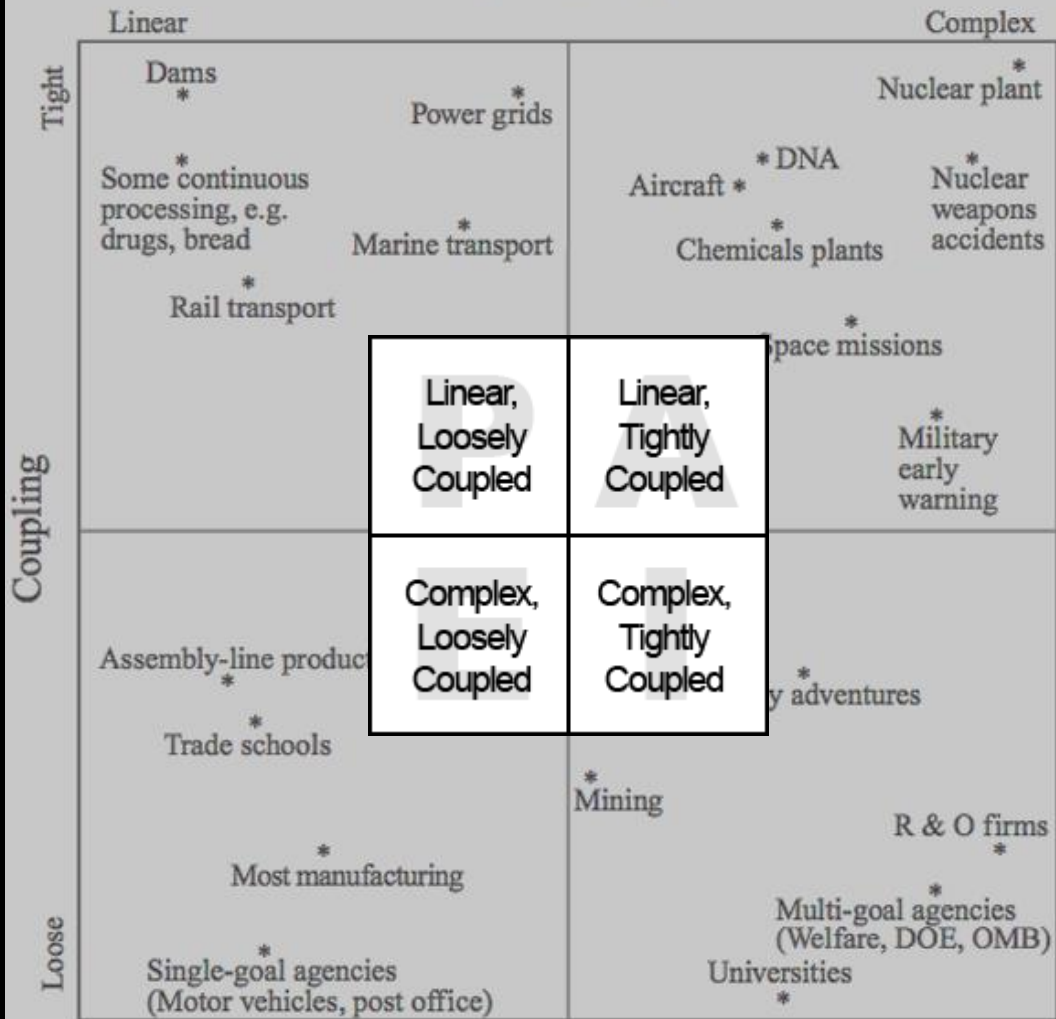 Linear
Complex
Tight
Coupling
Loose
Dams
Power grids
Some continuous
processing, e.g.
drugs, bread
Marine transport
Rail transport
Nuclear plant
DNA
Aircraft
Nuclear
weapons
accidents
Chemicals plants
Space missions
Military
early
warning
P
Linear,
Loosely
Coupled
A
Linear,
Tightly
Coupled
E
Complex,
Loosely
Coupled
I
Complex,
Tightly
Coupled
Assembly-line
Trade schools
Most manufacturing
Single-goal agencies
(Motor vehicles, post office)
adventures
Mining
R & O firms
Multi-goal agencies
(Welfare, DOE, OMB)
Universities